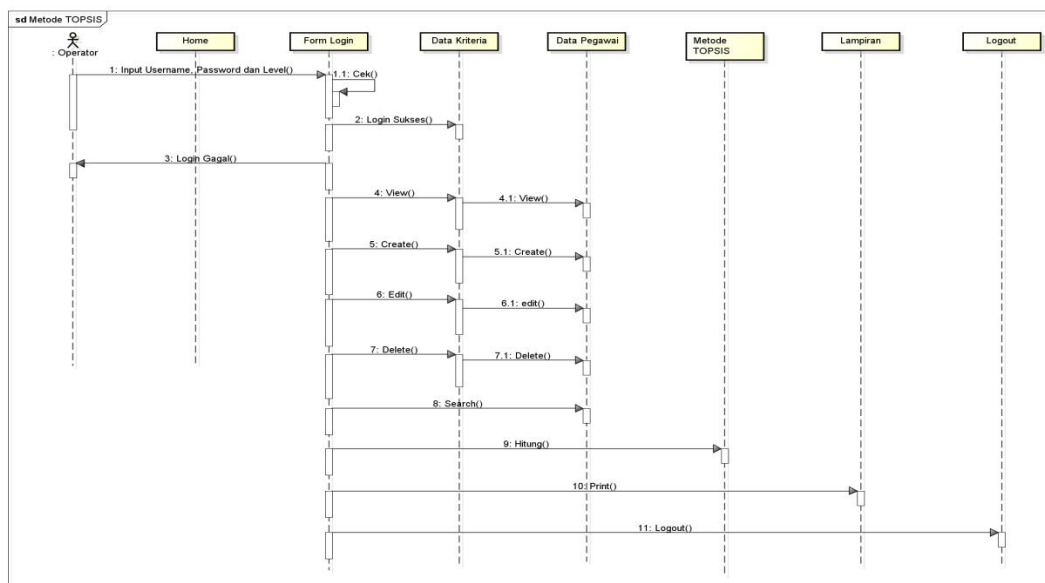 sd Metode TOPSIS
: Operator
Home
Form Login
Data Kriteria
Data Pegawai
Metode
TOPSIS
Lampiran
Logout
1: Input Username, Password dan Level()
1.1: Cek()
2: Login Sukses()
3: Login Gagal()
4: View()
4.1: View()
5: Create()
5.1: Create()
6: Edit()
6.1: edit()
7: Delete()
7.1: Delete()
8: Search()
9: Hitung()
10: Print()
11: Logout()